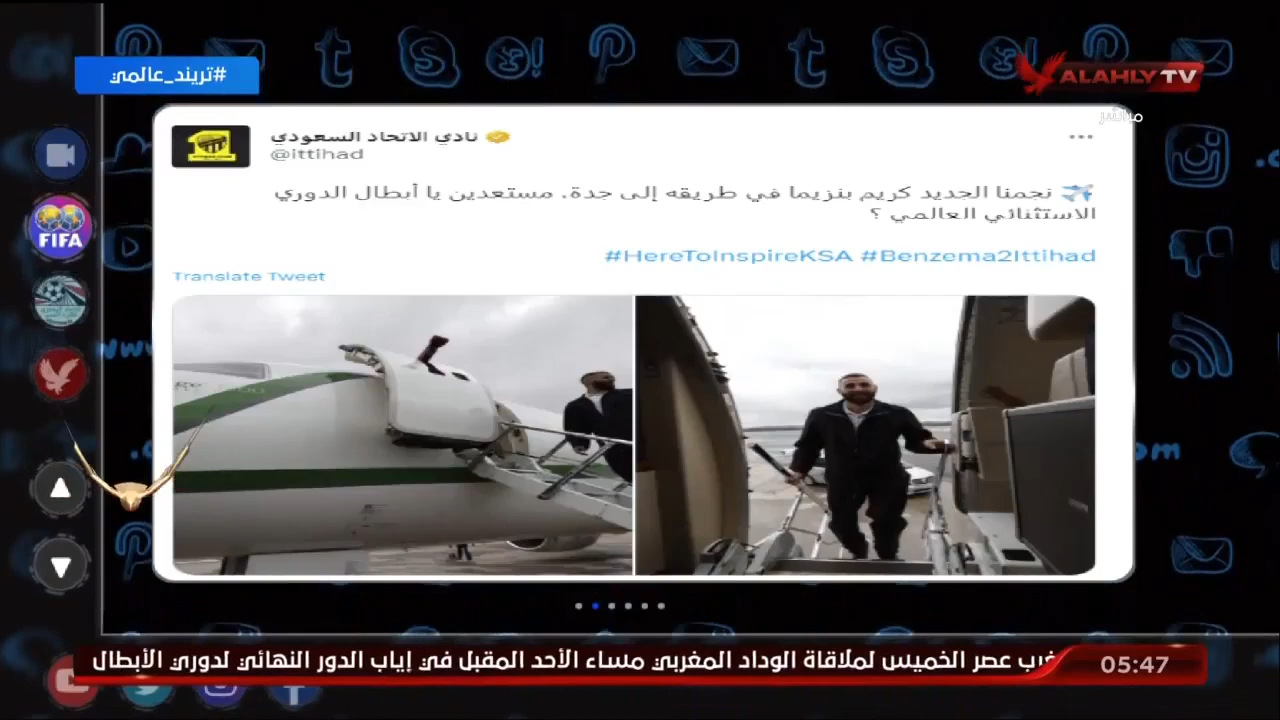 #تريند_عالمي
ALAHLY TV
مباشر
نادي الاتحاد السعودي
@ittihad
نجمنا الجديد كريم بنزيما في طريقه إلى جدة. مستعدين يا أبطال الدوري
الاستثنائي العالمي ؟
#HereToInspireKSA #Benzema2Ittihad
Translate Tweet
FIFA
عصر الخميس لملاقاة الوداد المغربي مساء الأحد المقبل في إياب الدور النهائي لدوري الأبطال
05:47